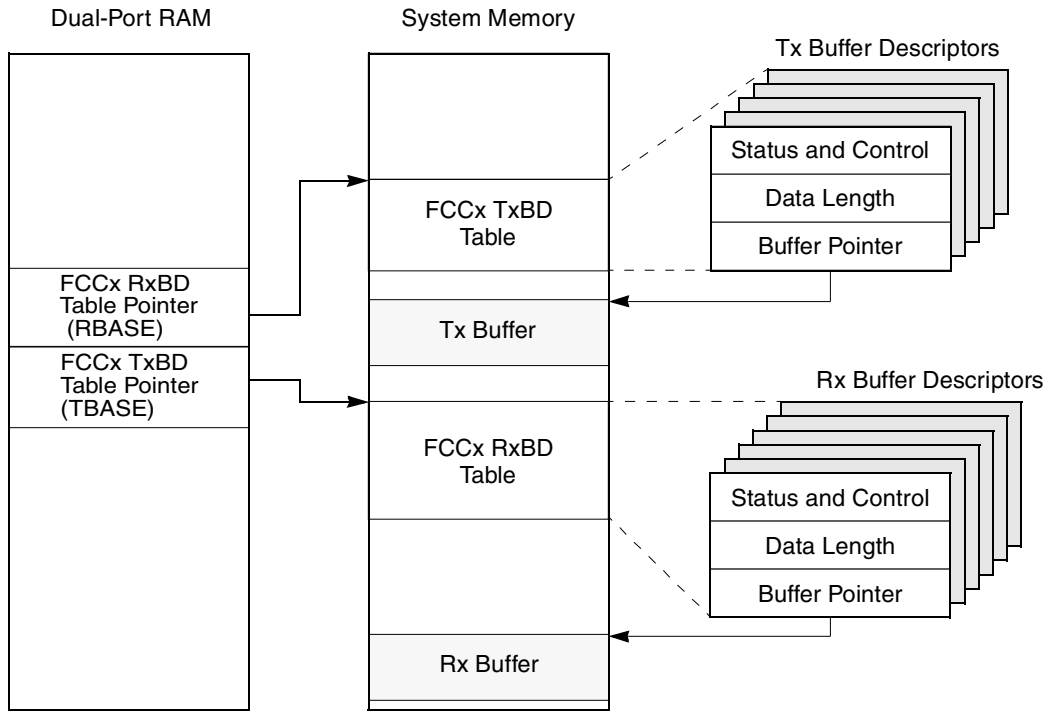 Dual-Port RAM
System Memory
Tx Buffer Descriptors
Status and Control
Data Length
Buffer Pointer
FCCx TxBD
Table
FCCx RxBD
Table Pointer
(RBASE)
Tx Buffer
FCCx TxBD
Table Pointer
(TBASE)
Rx Buffer Descriptors
FCCx RxBD
Table
Status and Control
Data Length
Buffer Pointer
Rx Buffer